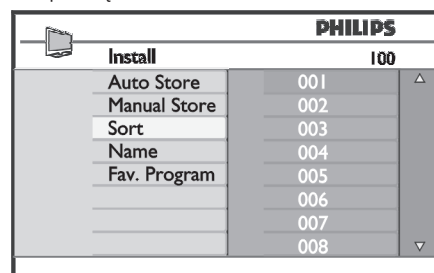 PHILIPS
Install 100
Auto Store 001
Manual Store 002
Sort 003
Name 004
Fav. Program 005
006
007
008